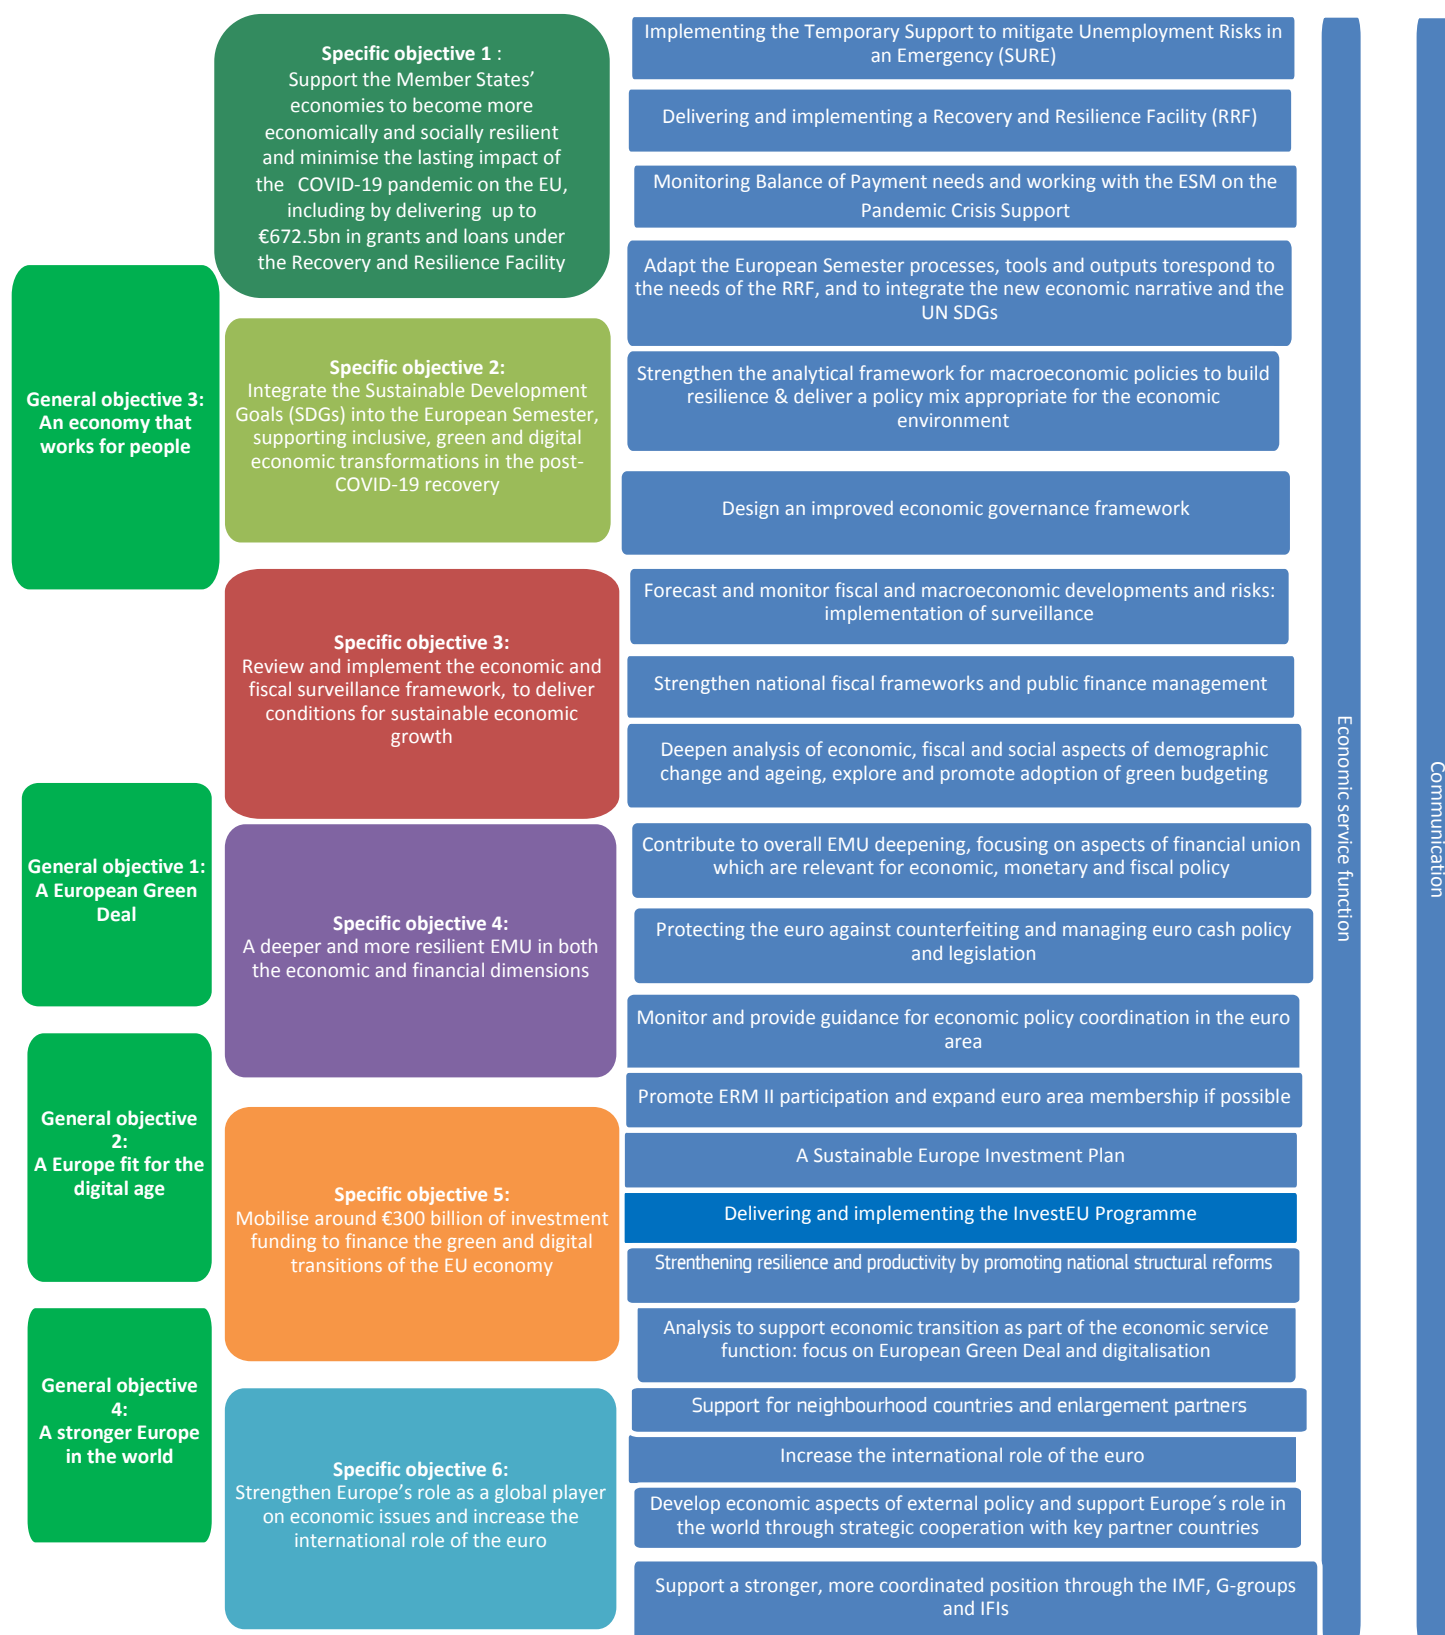 General objective 3:
An economy that
works for people
General objective 1:
A European Green
Deal
General objective
2:
A Europe fit for the
digital age
General objective
4:
A stronger Europe
in the world
Specific objective 1 :
Support the Member States’
economies to become more
economically and socially resilient
and minimise the lasting impact of
the COVID-19 pandemic on the EU,
including by delivering up to
€672.5bn in grants and loans under
the Recovery and Resilience Facility
Specific objective 2:
Integrate the Sustainable Development
Goals (SDGs) into the European Semester,
supporting inclusive, green and digital
economic transformations in the post-
COVID-19 recovery
Specific objective 3:
Review and implement the economic and
fiscal surveillance framework, to deliver
conditions for sustainable economic
growth
Specific objective 4:
A deeper and more resilient EMU in both
the economic and financial dimensions
Specific objective 5:
Mobilise around €300 billion of investment
funding to finance the green and digital
transitions of the EU economy
Specific objective 6:
Strengthen Europe’s role as a global player
on economic issues and increase the
international role of the euro
Implementing the Temporary Support to mitigate Unemployment Risks in
an Emergency (SURE)
Delivering and implementing a Recovery and Resilience Facility (RRF)
Monitoring Balance of Payment needs and working with the ESM on the
Pandemic Crisis Support
Adapt the European Semester processes, tools and outputs torespond to
the needs of the RRF, and to integrate the new economic narrative and the
UN SDGs
Strengthen the analytical framework for macroeconomic policies to build
resilience & deliver a policy mix appropriate for the economic
environment
Design an improved economic governance framework
Forecast and monitor fiscal and macroeconomic developments and risks:
implementation of surveillance
Strengthen national fiscal frameworks and public finance management
Deepen analysis of economic, fiscal and social aspects of demographic
change and ageing, explore and promote adoption of green budgeting
Contribute to overall EMU deepening, focusing on aspects of financial union
which are relevant for economic, monetary and fiscal policy
Protecting the euro against counterfeiting and managing euro cash policy
and legislation
Monitor and provide guidance for economic policy coordination in the euro
area
Promote ERM II participation and expand euro area membership if possible
A Sustainable Europe Investment Plan
Delivering and implementing the InvestEU Programme
Strenthening resilience and productivity by promoting national structural reforms
Analysis to support economic transition as part of the economic service
function: focus on European Green Deal and digitalisation
Support for neighbourhood countries and enlargement partners
Increase the international role of the euro
Develop economic aspects of external policy and support Europe´s role in
the world through strategic cooperation with key partner countries
Support a stronger, more coordinated position through the IMF, G-groups
and IFIs
Economic service function
Communication